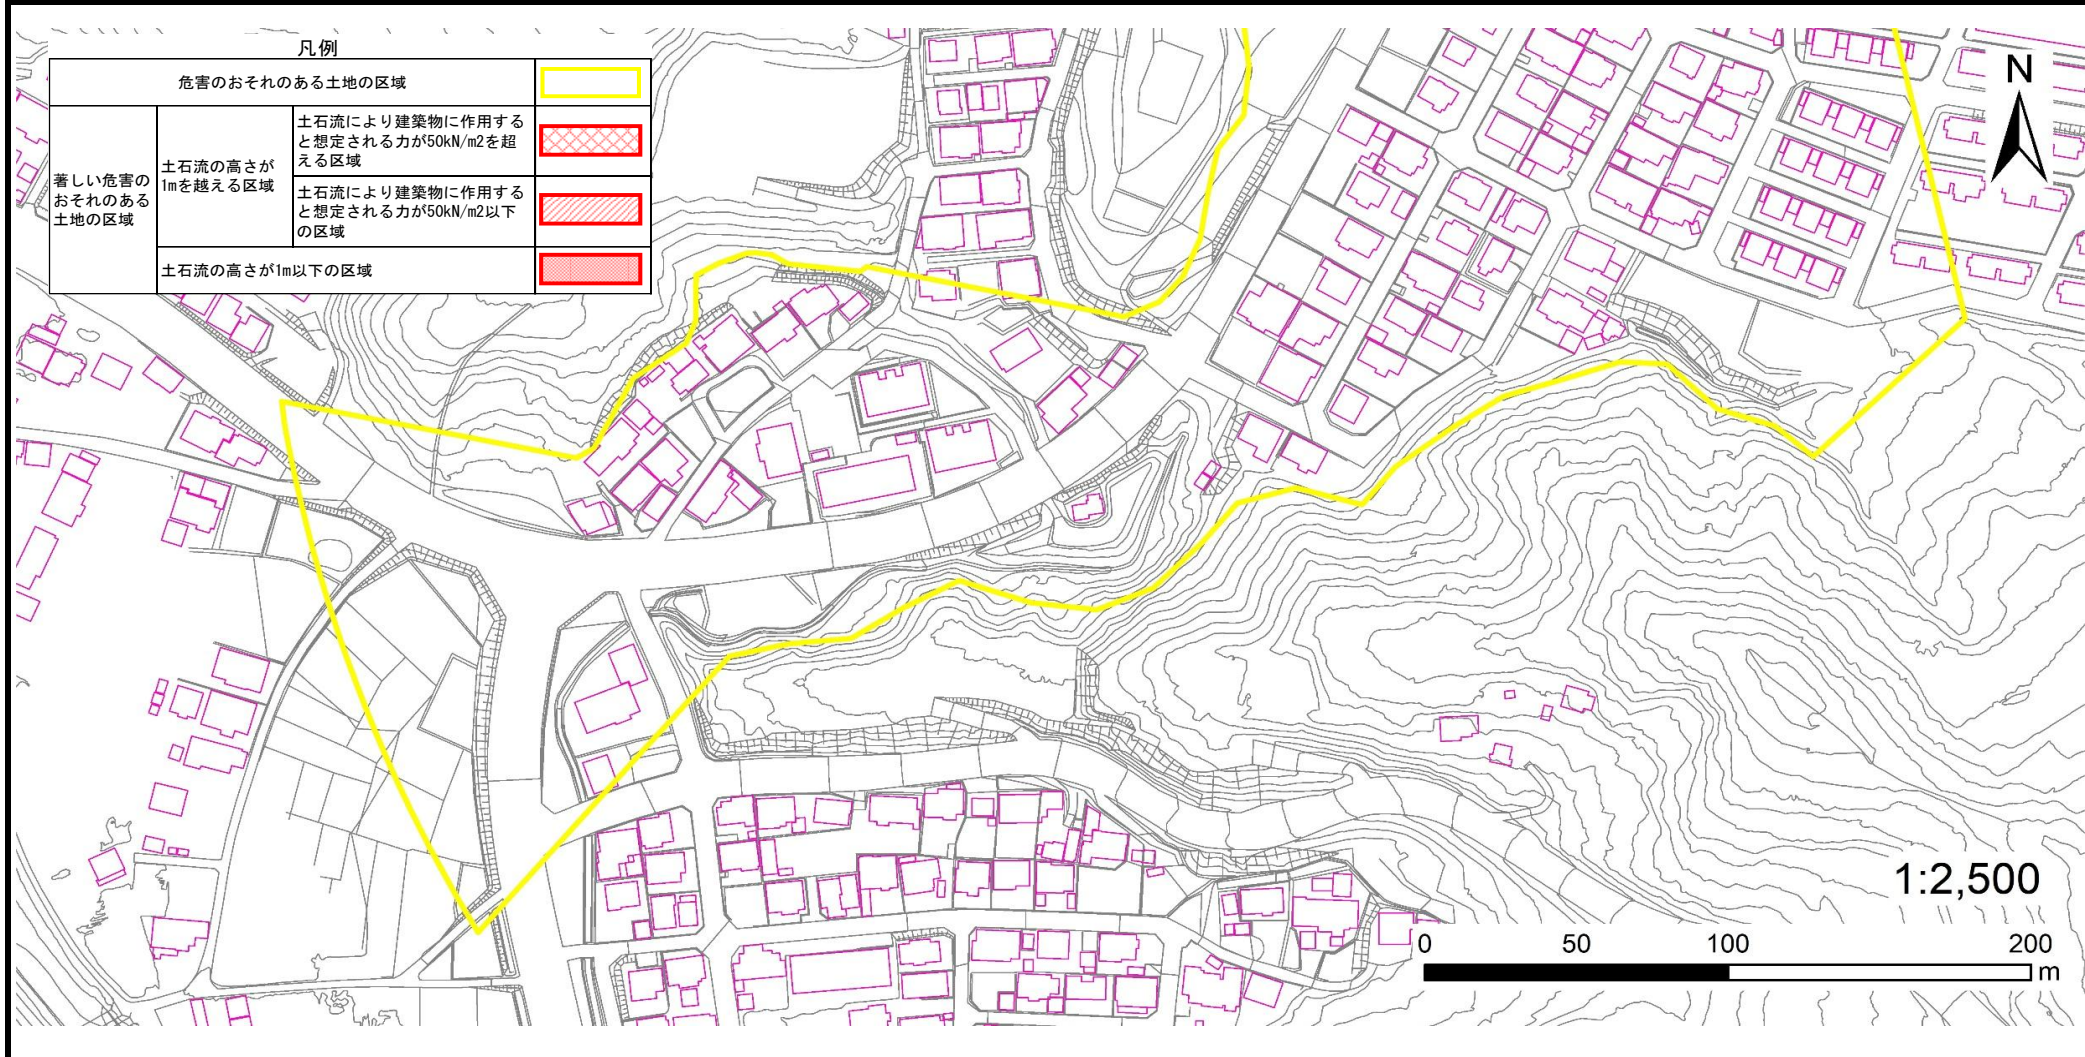 凡例
危害のおそれのある土地の区域
著しい危害の
おそれのある
土地の区域
土石流の高さが
1mを越える区域
土石流により建築物に作用する
と想定される力が50kN/m2を超
える区域
土石流により建築物に作用する
と想定される力が50kN/m2以下
の区域
土石流の高さが1m以下の区域
N
1:2,500
0 50 100 200
m